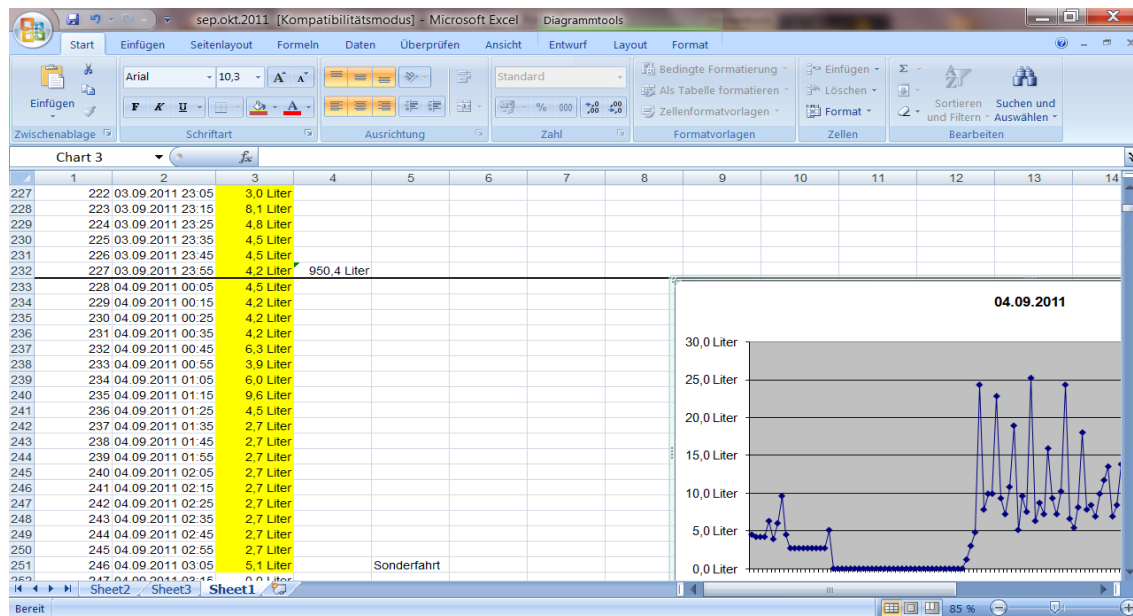 sep.okt.2011 [Kompatibilitätsmodus] - Microsoft Excel Diagrammtools
Start Einfügen Seitenlayout Formeln Daten Überprüfen Ansicht Entwurf Layout Format
Einfügen
Arial 10,3 A A
F K U A
Standard
% 000
Bedingte Formatierung
Als Tabelle formatieren
Zellenformatvorlagen
Einfügen
Löschen
Format
Σ
Sortieren und Filtern
Suchen und Auswählen
Zwischenablage Schriftart Ausrichtung Zahl Formatvorlagen Zellen Bearbeiten
Chart 3 fx
1 2 3 4 5 6 7 8 9 10 11 12 13 14
227 222 03.09.2011 23:05 3,0 Liter
228 223 03.09.2011 23:15 8,1 Liter
229 224 03.09.2011 23:25 4,8 Liter
230 225 03.09.2011 23:35 4,5 Liter
231 226 03.09.2011 23:45 4,5 Liter
232 227 03.09.2011 23:55 4,2 Liter 950,4 Liter
233 228 04.09.2011 00:05 4,5 Liter
234 229 04.09.2011 00:15 4,2 Liter
235 230 04.09.2011 00:25 4,2 Liter
236 231 04.09.2011 00:35 4,2 Liter
237 232 04.09.2011 00:45 6,3 Liter
238 233 04.09.2011 00:55 3,9 Liter
239 234 04.09.2011 01:05 6,0 Liter
240 235 04.09.2011 01:15 9,6 Liter
241 236 04.09.2011 01:25 4,5 Liter
242 237 04.09.2011 01:35 2,7 Liter
243 238 04.09.2011 01:45 2,7 Liter
244 239 04.09.2011 01:55 2,7 Liter
245 240 04.09.2011 02:05 2,7 Liter
246 241 04.09.2011 02:15 2,7 Liter
247 242 04.09.2011 02:25 2,7 Liter
248 243 04.09.2011 02:35 2,7 Liter
249 244 04.09.2011 02:45 2,7 Liter
250 245 04.09.2011 02:55 2,7 Liter
251 246 04.09.2011 03:05 5,1 Liter Sonderfahrt
252 247 04.09.2011 03:15 0,0 Liter
04.09.2011
30,0 Liter
25,0 Liter
20,0 Liter
15,0 Liter
10,0 Liter
5,0 Liter
0,0 Liter
Sheet2 Sheet3 Sheet1
Bereit 85 %